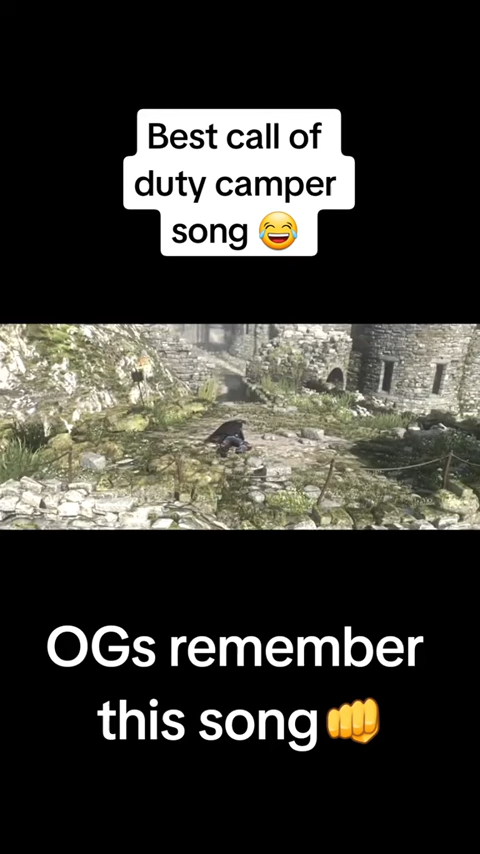 Best call of
duty camper
song 😂
OGs remember
this song👊